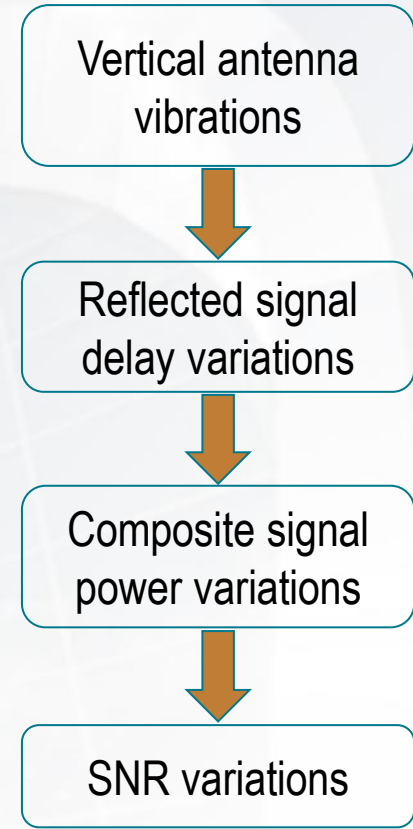 Vertical antenna
vibrations
Reflected signal
delay variations
Composite signal
power variations
SNR variations